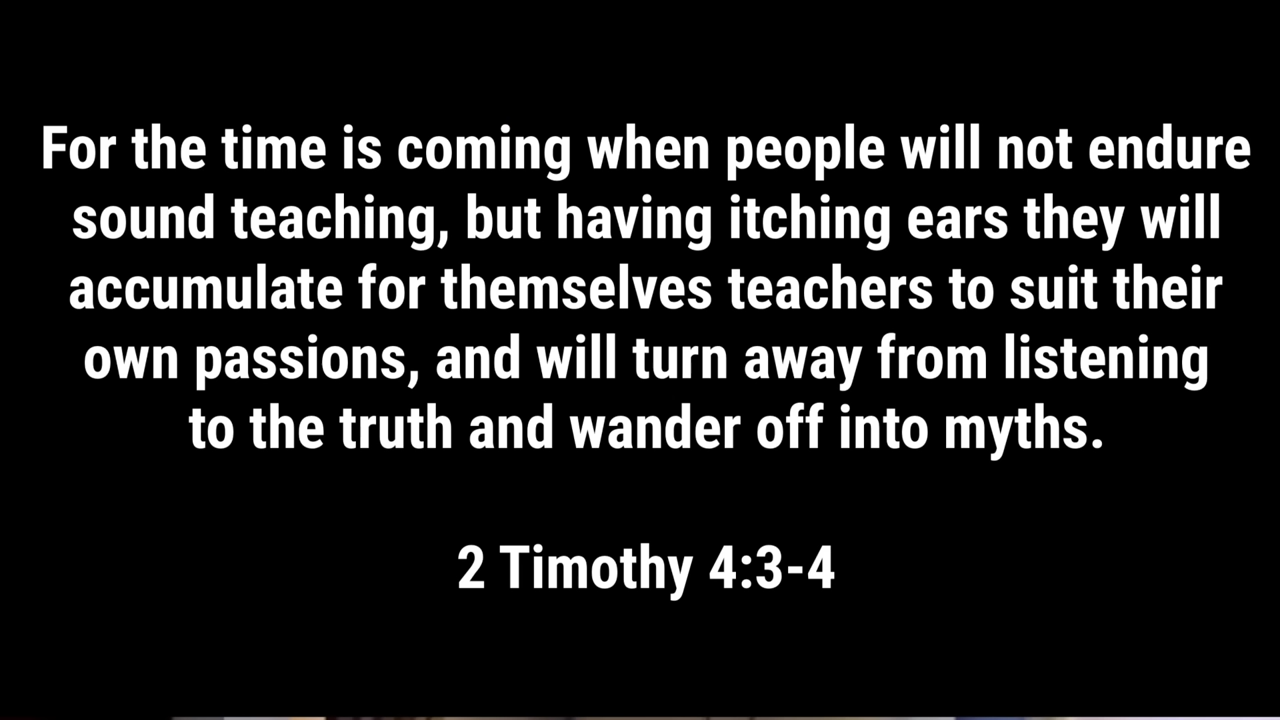 For the time is coming when people will not endure
sound teaching, but having itching ears they will
accumulate for themselves teachers to suit their
own passions, and will turn away from listening
to the truth and wander off into myths.
2 Timothy 4:3-4